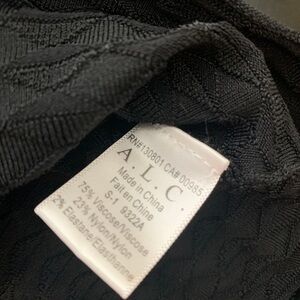 RN#130801 CA# 00985
A. L. C.
Made in China
Fait en Chine
S-1 9322A
75% Viscose/Viscose
23% Nylon/Nylon
2% Elastane/Elasthanne